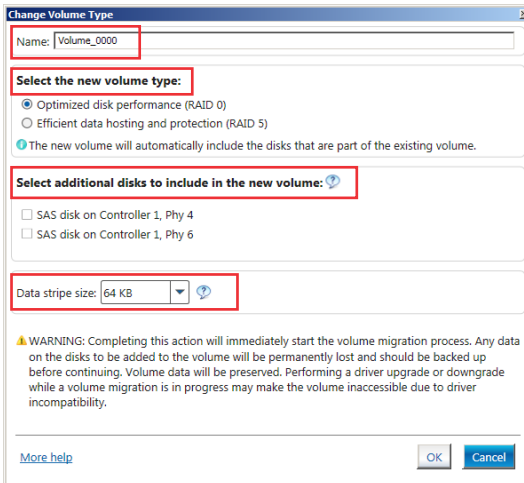 Change Volume Type
Name: Volume_0000
Select the new volume type:
Optimized disk performance (RAID 0)
Efficient data hosting and protection (RAID 5)
The new volume will automatically include the disks that are part of the existing volume.
Select additional disks to include in the new volume:
SAS disk on Controller 1, Phy 4
SAS disk on Controller 1, Phy 6
Data stripe size: 64 KB
WARNING: Completing this action will immediately start the volume migration process. Any data
on the disks to be added to the volume will be permanently lost and should be backed up
before continuing. Volume data will be preserved. Performing a driver upgrade or downgrade
while a volume migration is in progress may make the volume inaccessible due to driver
incompatibility.
More help OK Cancel